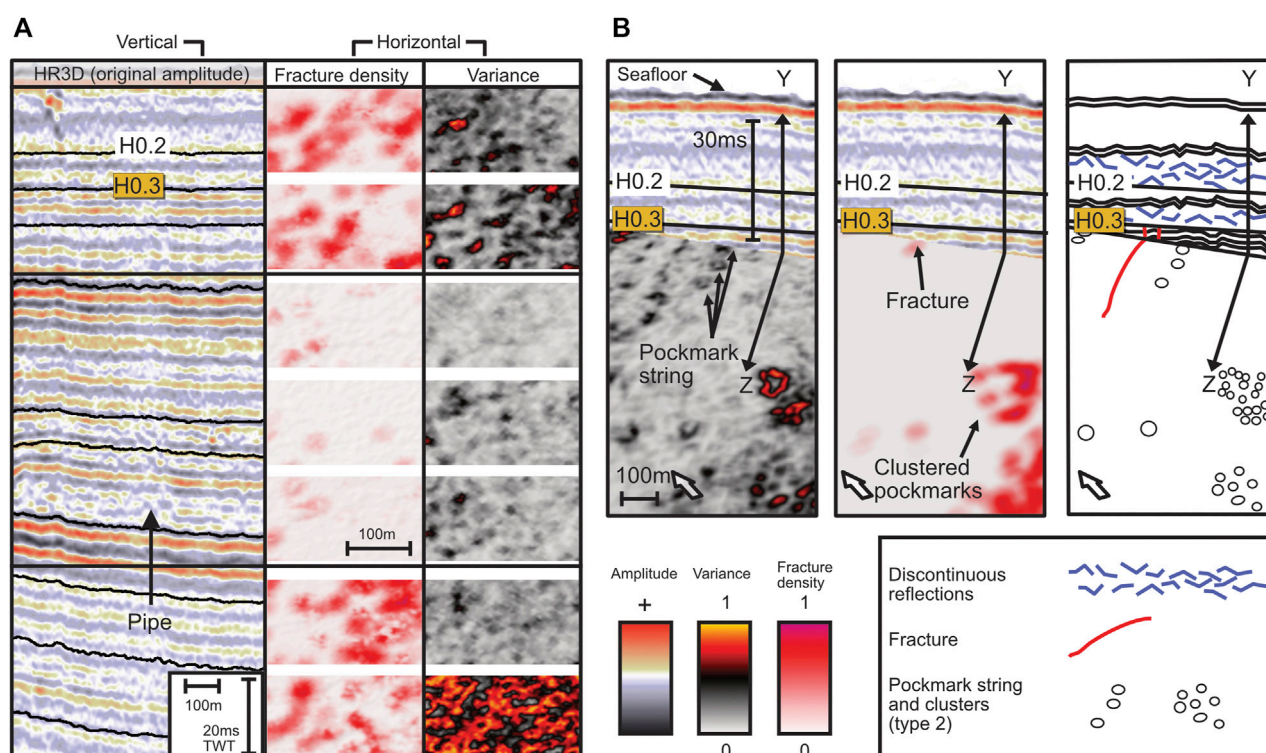 A
Vertical
Horizontal
HR3D (original amplitude)
Fracture density
Variance
H0.2
H0.3
100m
Pipe
100m
20ms
TWT
B
Seafloor
Y
30ms
H0.2
H0.3
Pockmark
string
Z
100m
Y
H0.2
H0.3
Fracture
Z
Clustered
pockmarks
Y
H0.2
H0.3
Z
Amplitude
+
Variance
1
0
Fracture
density
1
0
Discontinuous
reflections
Fracture
Pockmark string
and clusters
(type 2)